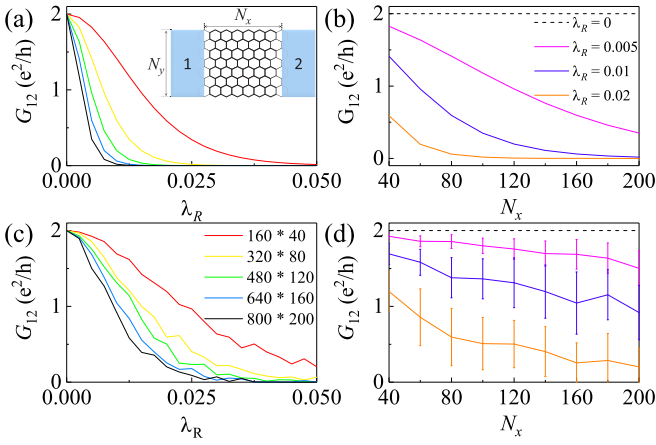 (a)
G12 (e²/h)
2
1
0
0.000
0.025
0.050
λR
Nx
Ny
1
2
(b)
G12 (e²/h)
2
1
0
40
80
120
160
200
Nx
λR = 0
λR = 0.005
λR = 0.01
λR = 0.02
(c)
G12 (e²/h)
2
1
0
0.000
0.025
0.050
λR
160 * 40
320 * 80
480 * 120
640 * 160
800 * 200
(d)
G12 (e²/h)
2
1
0
40
80
120
160
200
Nx